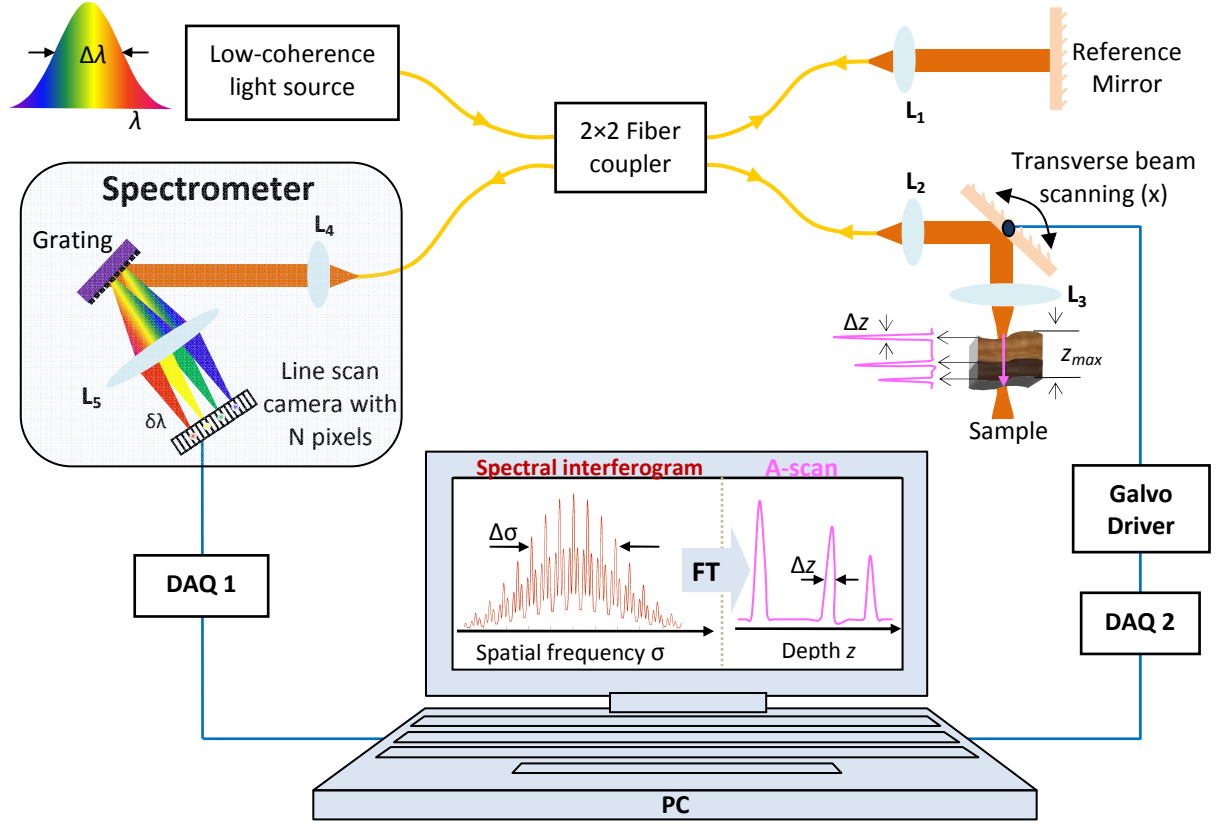 Δλ
λ
Low-coherence
light source
2×2 Fiber
coupler
L1
Reference
Mirror
Transverse beam
scanning (x)
L2
L3
Δz
zmax
Sample
Spectrometer
Grating
L4
L5
δλ
Line scan
camera with
N pixels
DAQ 1
Galvo
Driver
DAQ 2
Spectral interferogram
A-scan
Δσ
FT
Δz
Spatial frequency σ
Depth z
PC